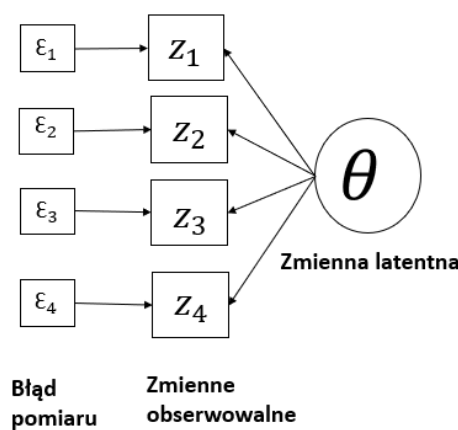 ε₁ z₁
ε₂ z₂
θ
ε₃ z₃
Zmienna latentna
ε₄ z₄
Błąd
pomiaru
Zmienne
obserwowalne